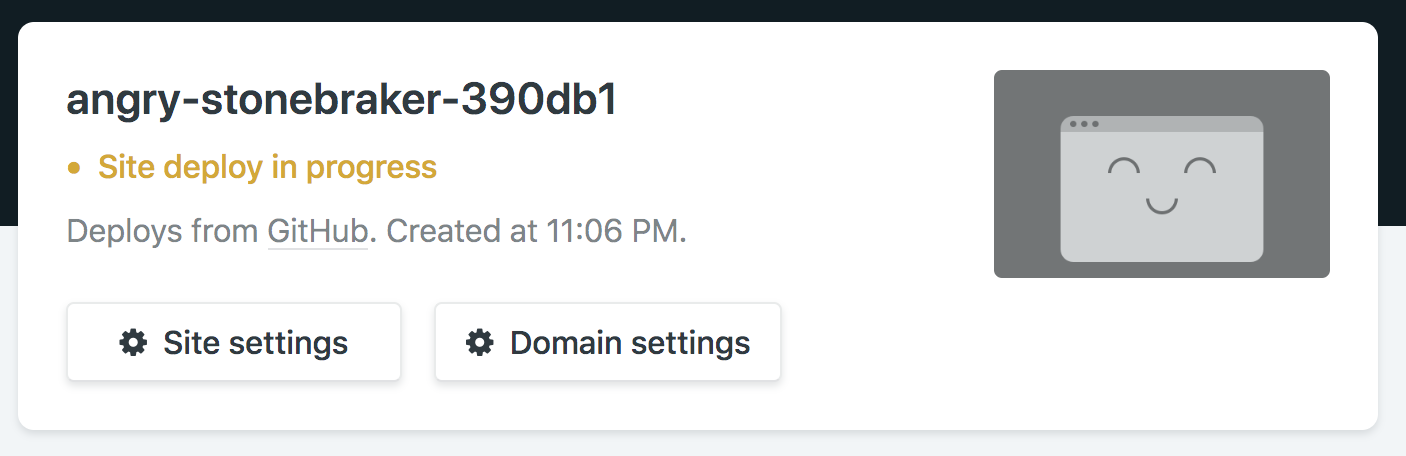 angry-stonebraker-390db1
Site deploy in progress
Deploys from GitHub. Created at 11:06 PM.
Site settings
Domain settings